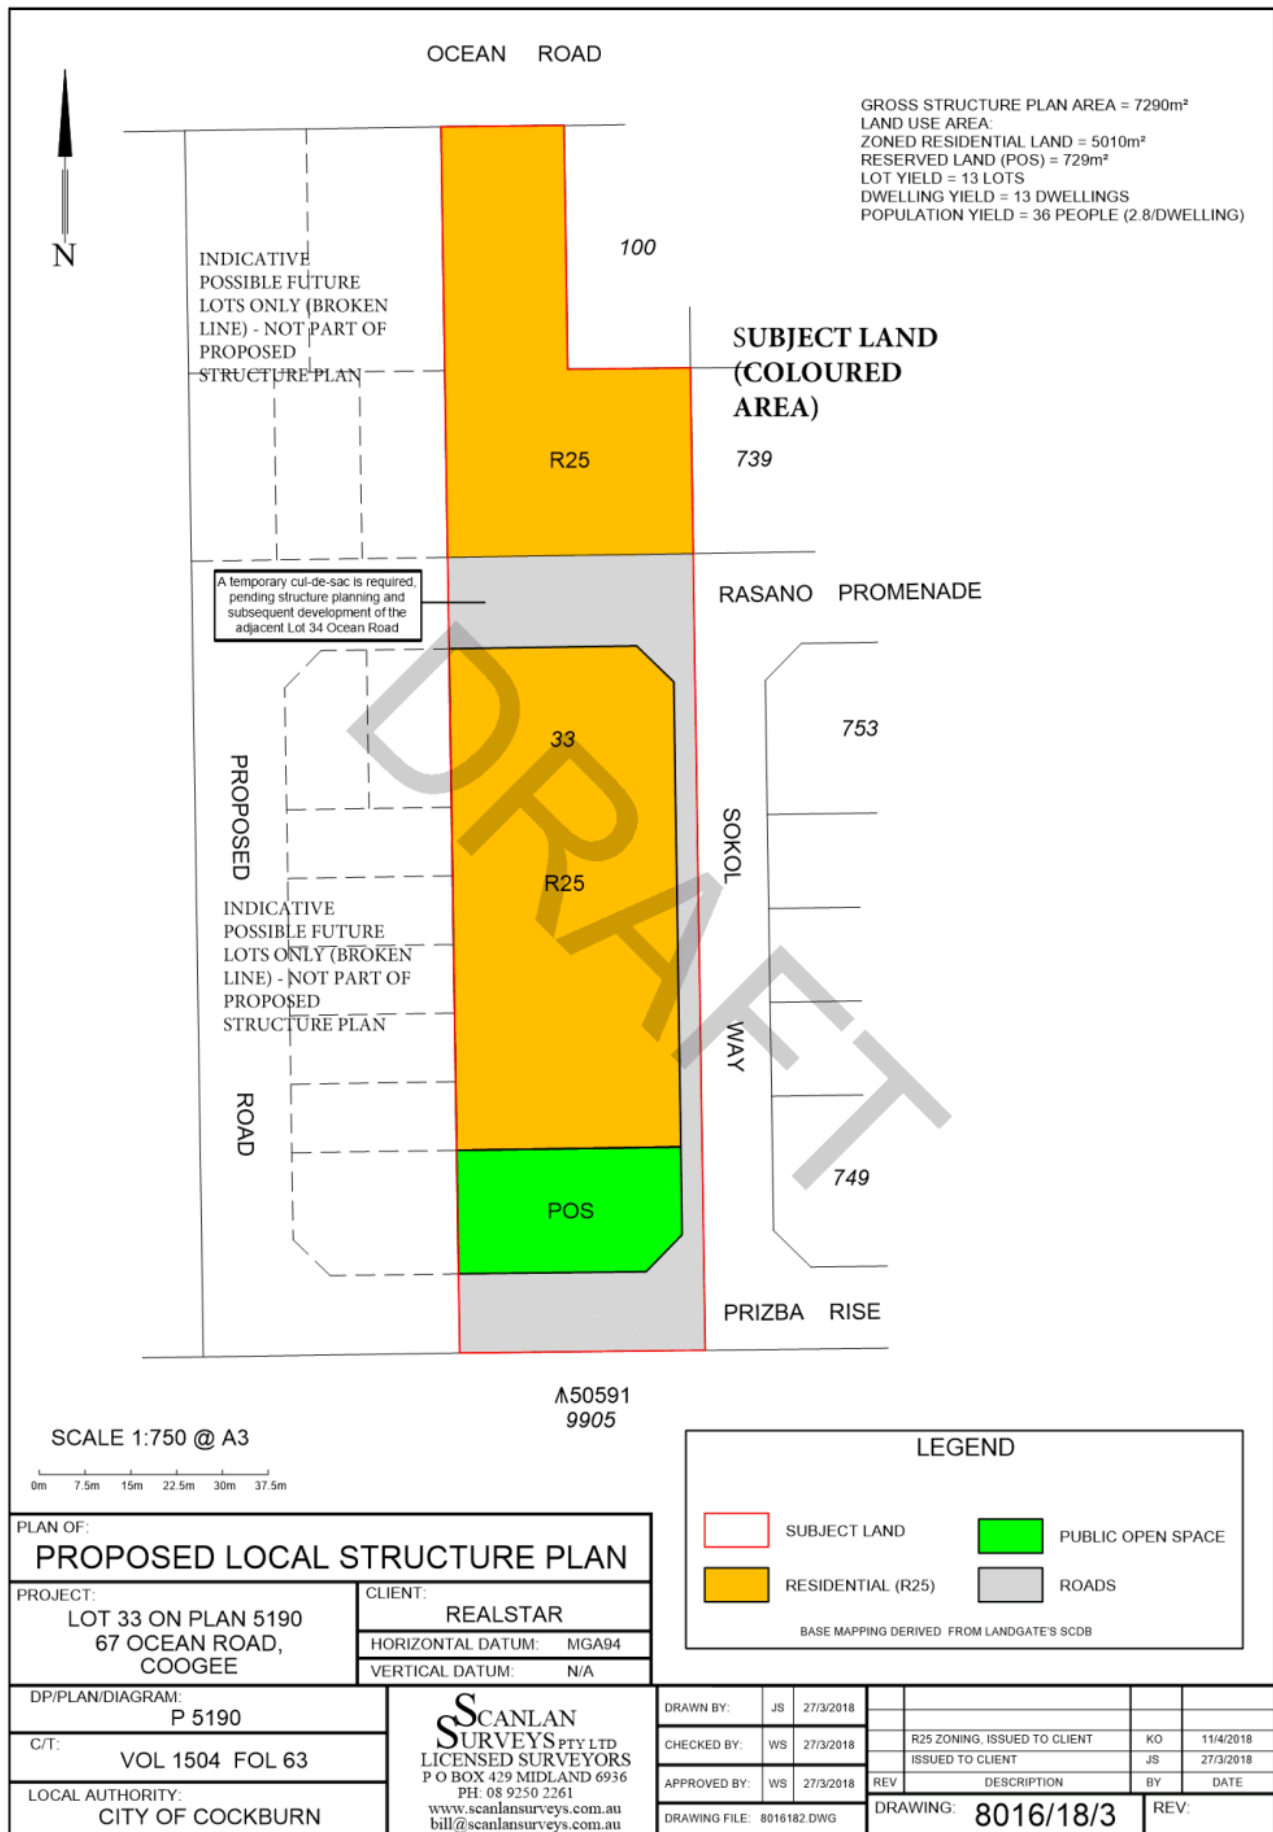 OCEAN ROAD
GROSS STRUCTURE PLAN AREA = 7290m²
LAND USE AREA:
ZONED RESIDENTIAL LAND = 5010m²
RESERVED LAND (POS) = 729m²
LOT YIELD = 13 LOTS
DWELLING YIELD = 13 DWELLINGS
POPULATION YIELD = 36 PEOPLE (2.8/DWELLING)
N
100
INDICATIVE
POSSIBLE FUTURE
LOTS ONLY (BROKEN
LINE) - NOT PART OF
PROPOSED
STRUCTURE PLAN
SUBJECT LAND
(COLOURED
AREA)
R25
739
A temporary cul-de-sac is required,
pending structure planning and
subsequent development of the
adjacent Lot 34 Ocean Road
RASANO PROMENADE
33
753
PROPOSED ROAD
SOKOL WAY
R25
INDICATIVE
POSSIBLE FUTURE
LOTS ONLY (BROKEN
LINE) - NOT PART OF
PROPOSED
STRUCTURE PLAN
DRAFT
749
POS
PRIZBA RISE
50591
9905
SCALE 1:750 @ A3
0m 7.5m 15m 22.5m 30m 37.5m
LEGEND
SUBJECT LAND
PUBLIC OPEN SPACE
RESIDENTIAL (R25)
ROADS
BASE MAPPING DERIVED FROM LANDGATE'S SCDB
PLAN OF:
PROPOSED LOCAL STRUCTURE PLAN
PROJECT:
LOT 33 ON PLAN 5190
67 OCEAN ROAD,
COOGEE
CLIENT:
REALSTAR
HORIZONTAL DATUM: MGA94
VERTICAL DATUM: N/A
DP/PLAN/DIAGRAM:
P 5190
C/T:
VOL 1504 FOL 63
LOCAL AUTHORITY:
CITY OF COCKBURN
SCANLAN
SURVEYS PTY LTD
LICENSED SURVEYORS
P O BOX 429 MIDLAND 6936
PH: 08 9250 2261
www.scanlansurveys.com.au
bill@scanlansurveys.com.au
DRAWN BY: JS 27/3/2018
CHECKED BY: WS 27/3/2018
APPROVED BY: WS 27/3/2018
DRAWING FILE: 8016182.DWG
R25 ZONING, ISSUED TO CLIENT KO 11/4/2018
ISSUED TO CLIENT JS 27/3/2018
REV DESCRIPTION BY DATE
DRAWING: 8016/18/3 REV: